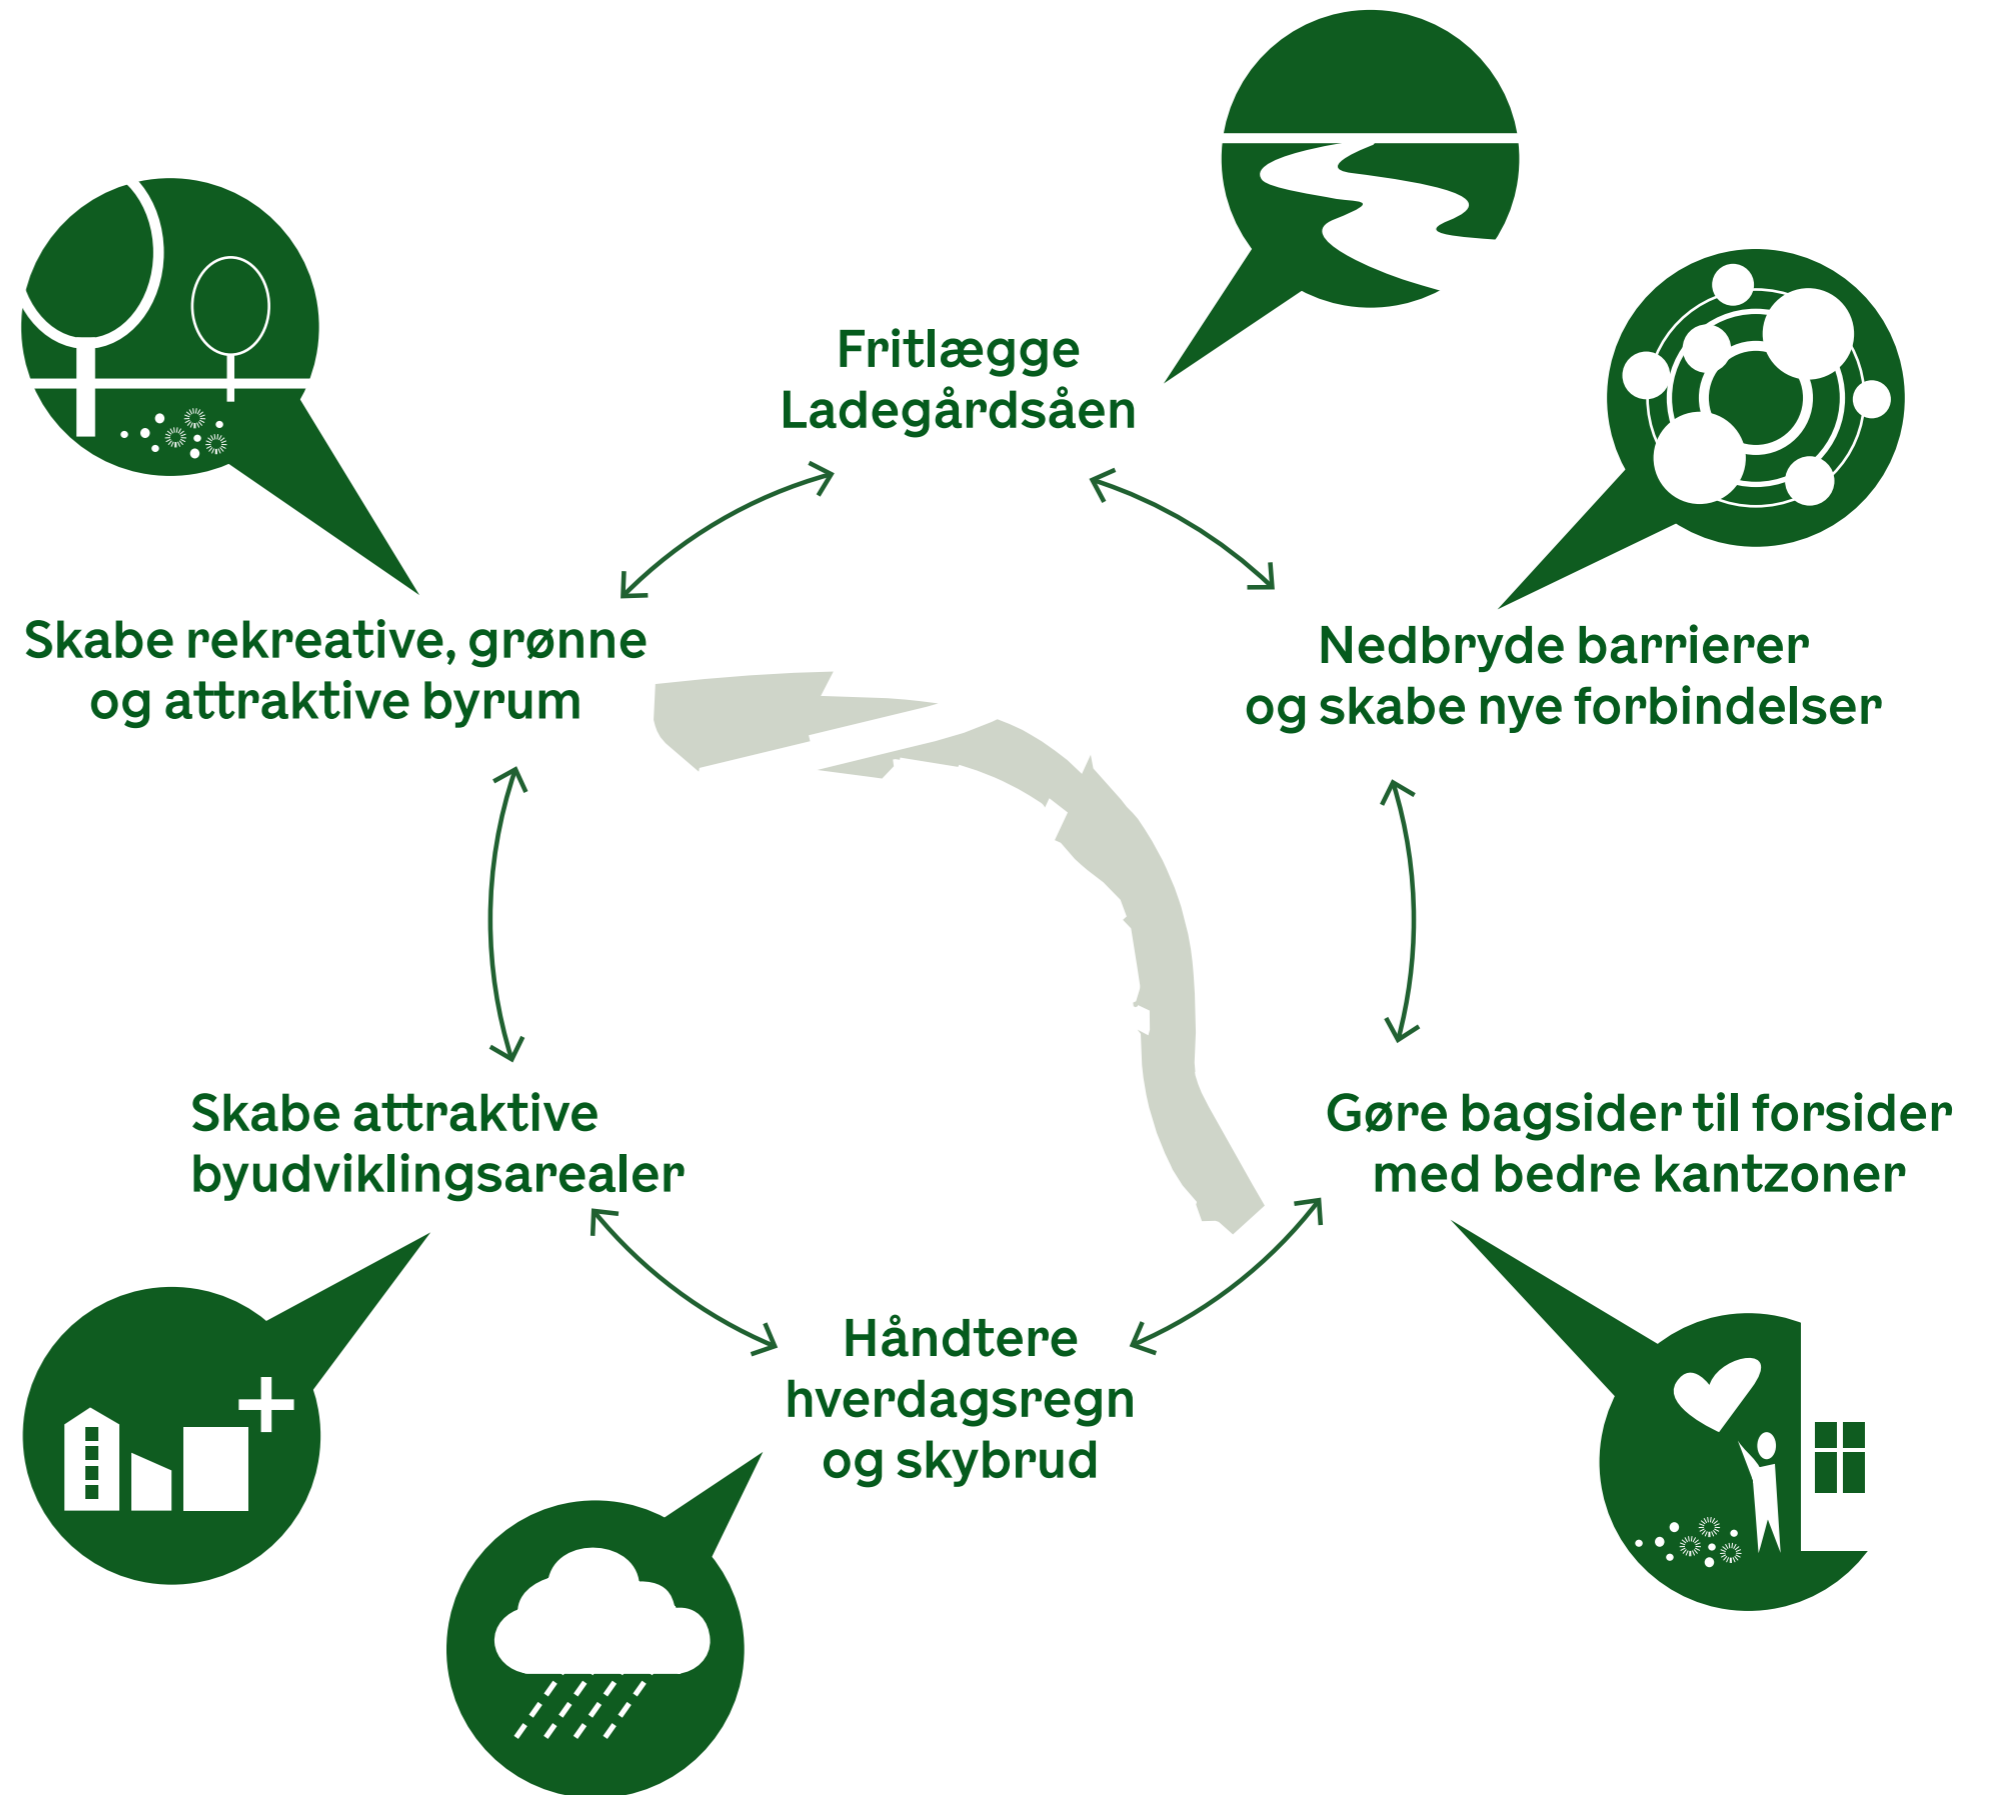 Fritlægge
Ladegårdsåen
Skabe rekreative, grønne
og attraktive byrum
Nedbryde barrierer
og skabe nye forbindelser
Skabe attraktive
byudviklingsarealer
Gøre bagsider til forsider
med bedre kantzoner
Håndtere
hverdagsregn
og skybrud